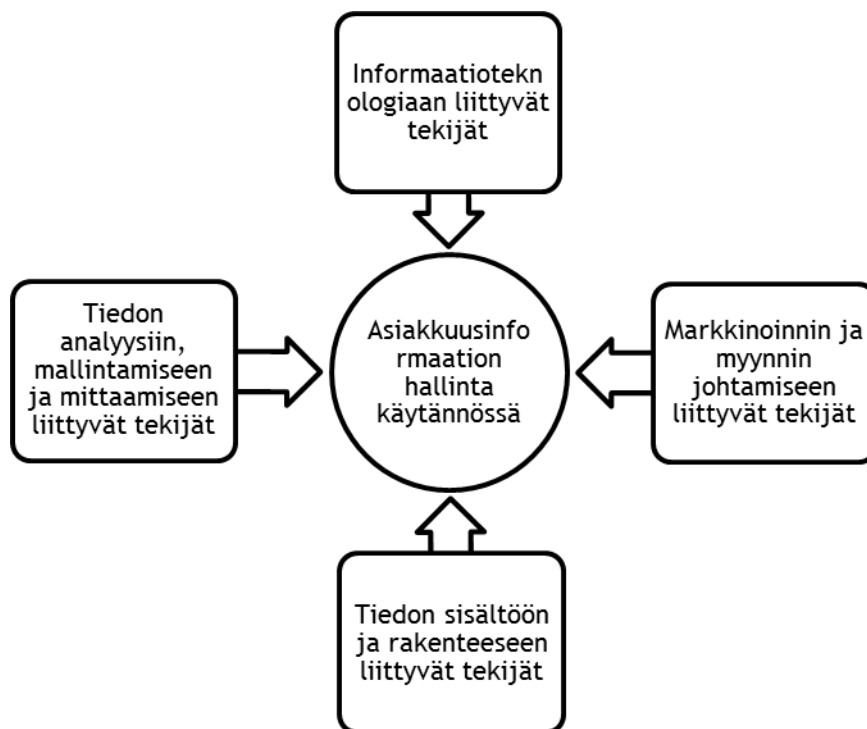 Informaatiotekn
ologiaan liittyvät
tekijät
Tiedon
analyysiin,
mallintamiseen
ja mittaamiseen
liittyvät tekijät
Asiakkuusinfo
rmaation
hallinta
käytännössä
Markkinoinnin ja
myynnin
johtamiseen
liittyvät tekijät
Tiedon sisältöön
ja rakenteeseen
liittyvät tekijät